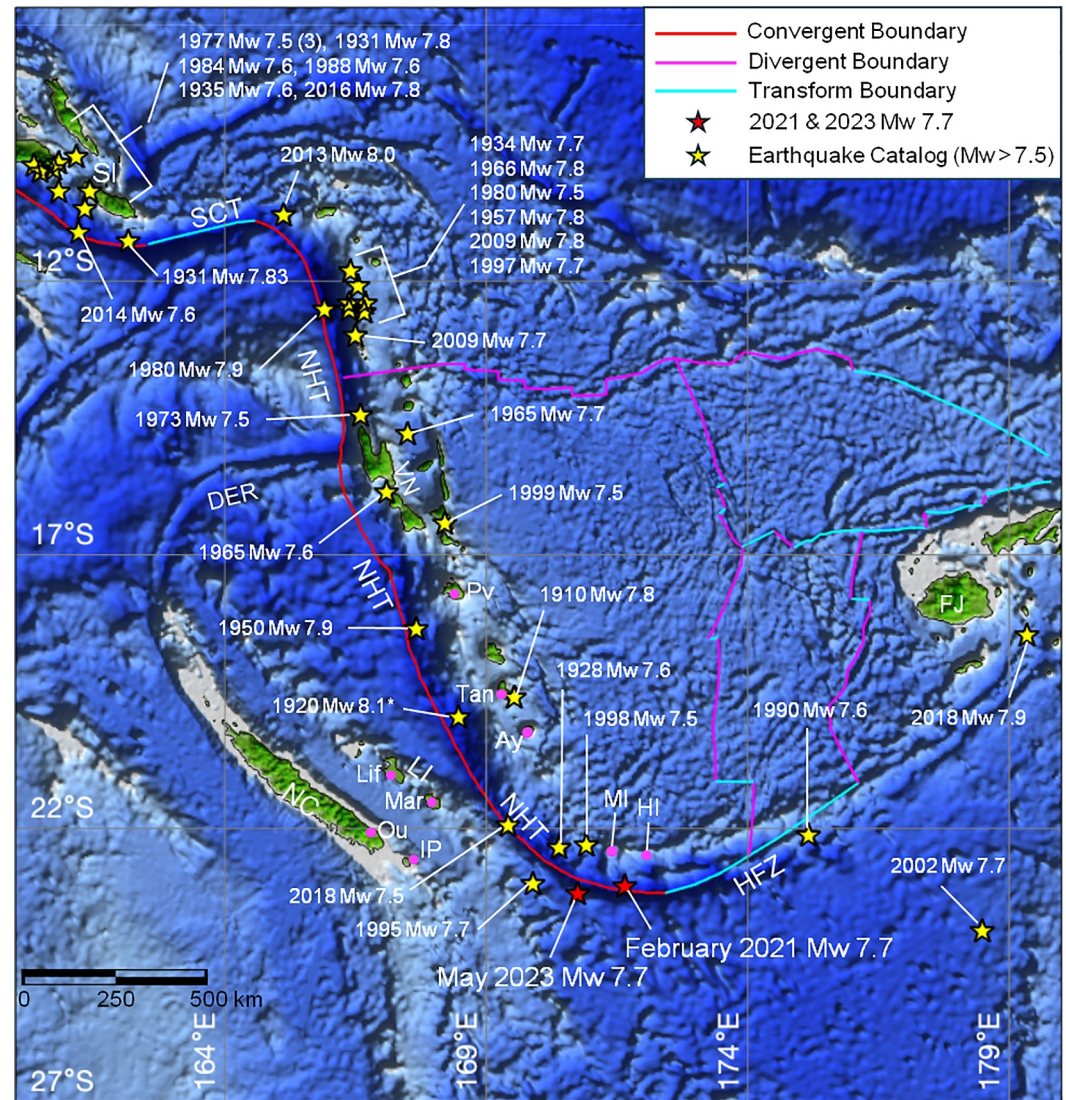 Convergent Boundary
Divergent Boundary
Transform Boundary
2021 & 2023 Mw 7.7
Earthquake Catalog (Mw > 7.5)
1977 Mw 7.5 (3), 1931 Mw 7.8
1984 Mw 7.6, 1988 Mw 7.6
1935 Mw 7.6, 2016 Mw 7.8
1934 Mw 7.7
1966 Mw 7.8
1980 Mw 7.5
1957 Mw 7.8
2009 Mw 7.8
1997 Mw 7.7
2013 Mw 8.0
SI
SCT
12°S
1931 Mw 7.83
2014 Mw 7.6
2009 Mw 7.7
1980 Mw 7.9
NHT
1973 Mw 7.5
1965 Mw 7.7
VN
DER
1999 Mw 7.5
17°S
1965 Mw 7.6
NHT
Pv
1910 Mw 7.8
FJ
1950 Mw 7.9
1928 Mw 7.6
Tan
1920 Mw 8.1*
1998 Mw 7.5
1990 Mw 7.6
2018 Mw 7.9
Ay
Lif
LI
NC
Mar
22°S
NHT
MI
HI
Ou
IP
HFZ
2002 Mw 7.7
2018 Mw 7.5
1995 Mw 7.7
February 2021 Mw 7.7
May 2023 Mw 7.7
0 250 500 km
164°E
169°E
174°E
179°E
27°S